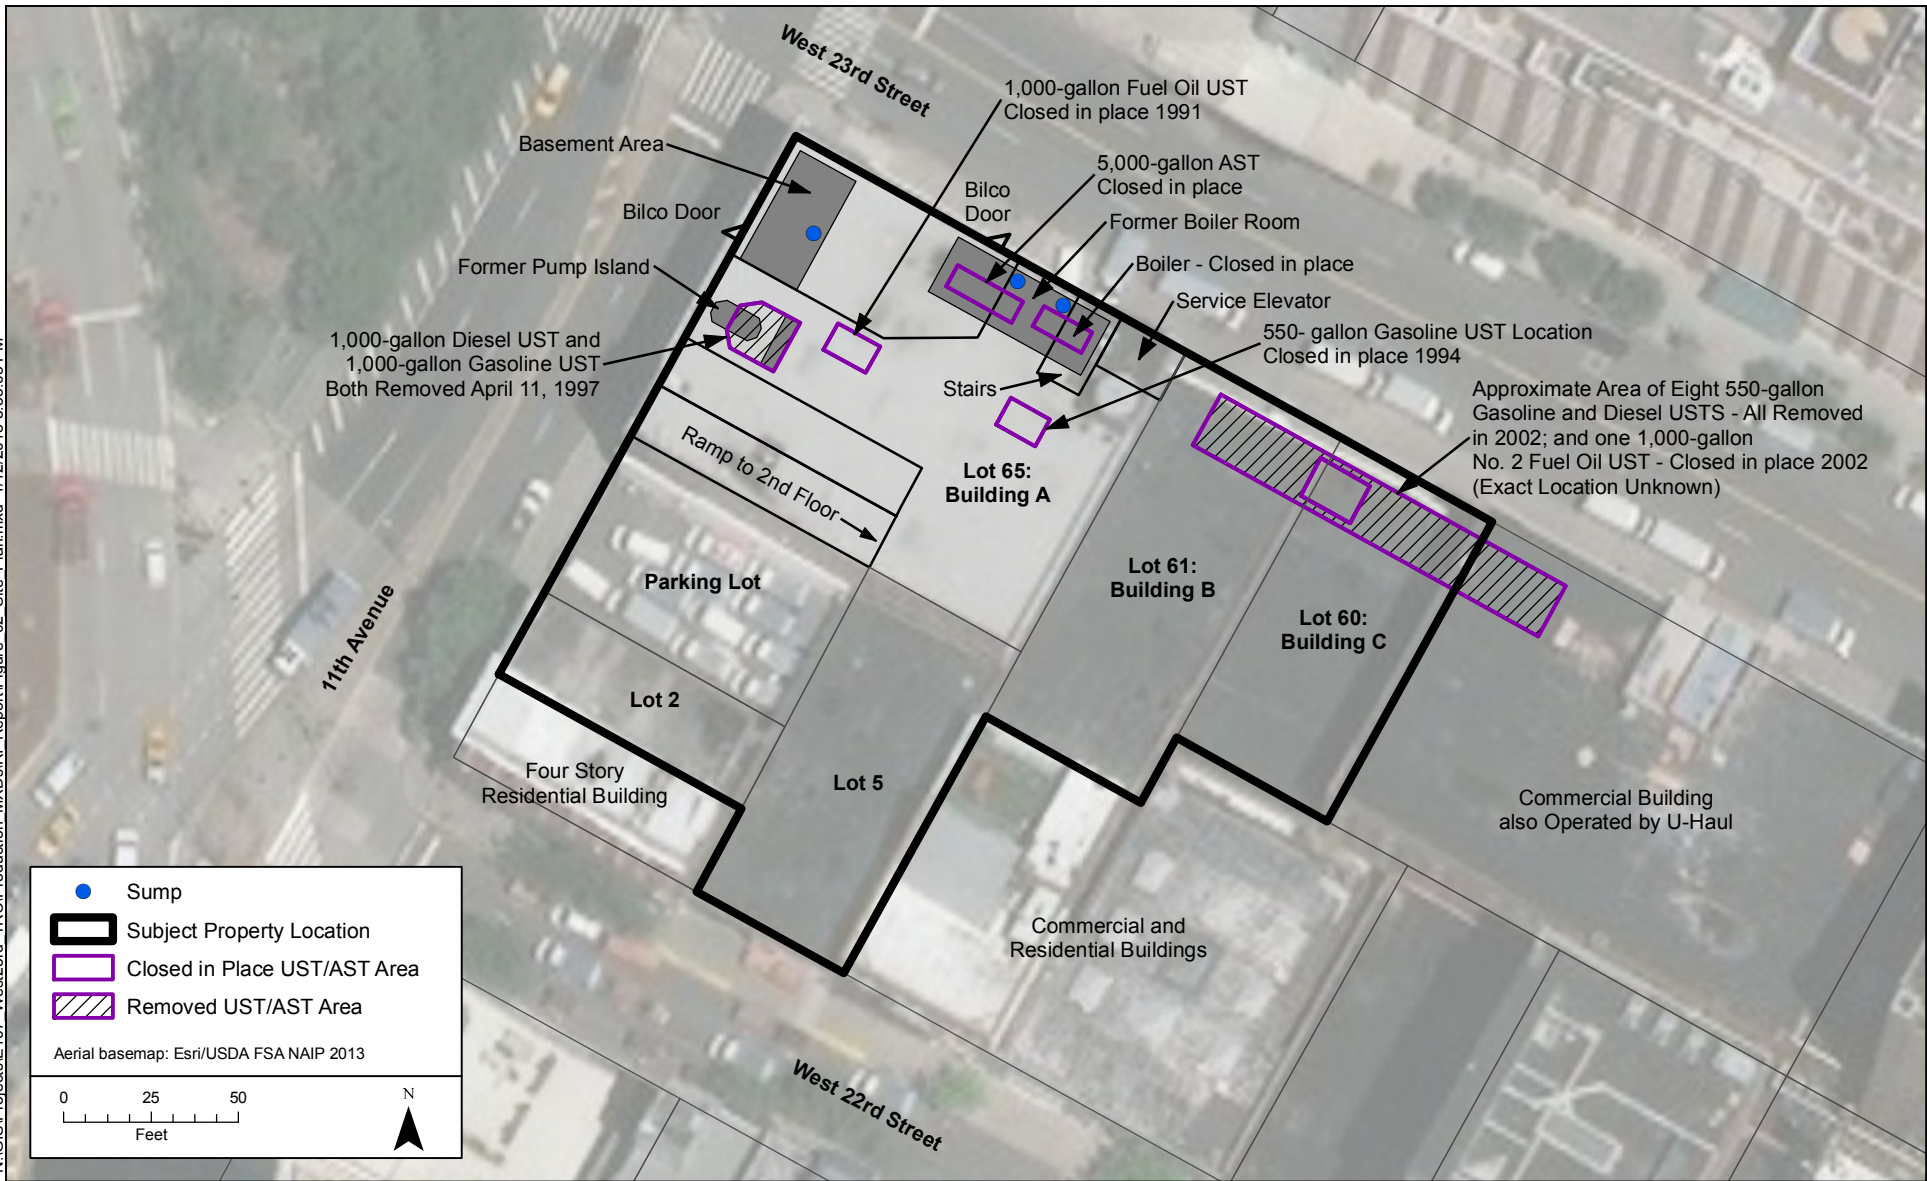 West 23rd Street
1,000-gallon Fuel Oil UST
Closed in place 1991
Basement Area
5,000-gallon AST
Closed in place
Bilco
Door
Bilco Door
Former Boiler Room
Former Pump Island
Boiler - Closed in place
Service Elevator
1,000-gallon Diesel UST and
1,000-gallon Gasoline UST
Both Removed April 11, 1997
550- gallon Gasoline UST Location
Closed in place 1994
Stairs
Approximate Area of Eight 550-gallon
Gasoline and Diesel USTS - All Removed
in 2002; and one 1,000-gallon
No. 2 Fuel Oil UST - Closed in place 2002
(Exact Location Unknown)
Ramp to 2nd Floor
Lot 65:
Building A
Parking Lot
Lot 61:
Building B
Lot 60:
Building C
11th Avenue
Lot 2
Four Story
Residential Building
Lot 5
Commercial Building
also Operated by U-Haul
Commercial and
Residential Buildings
West 22rd Street
Sump
Subject Property Location
Closed in Place UST/AST Area
Removed UST/AST Area
Aerial basemap: Esri/USDA FSA NAIP 2013
0 25 50
Feet
N